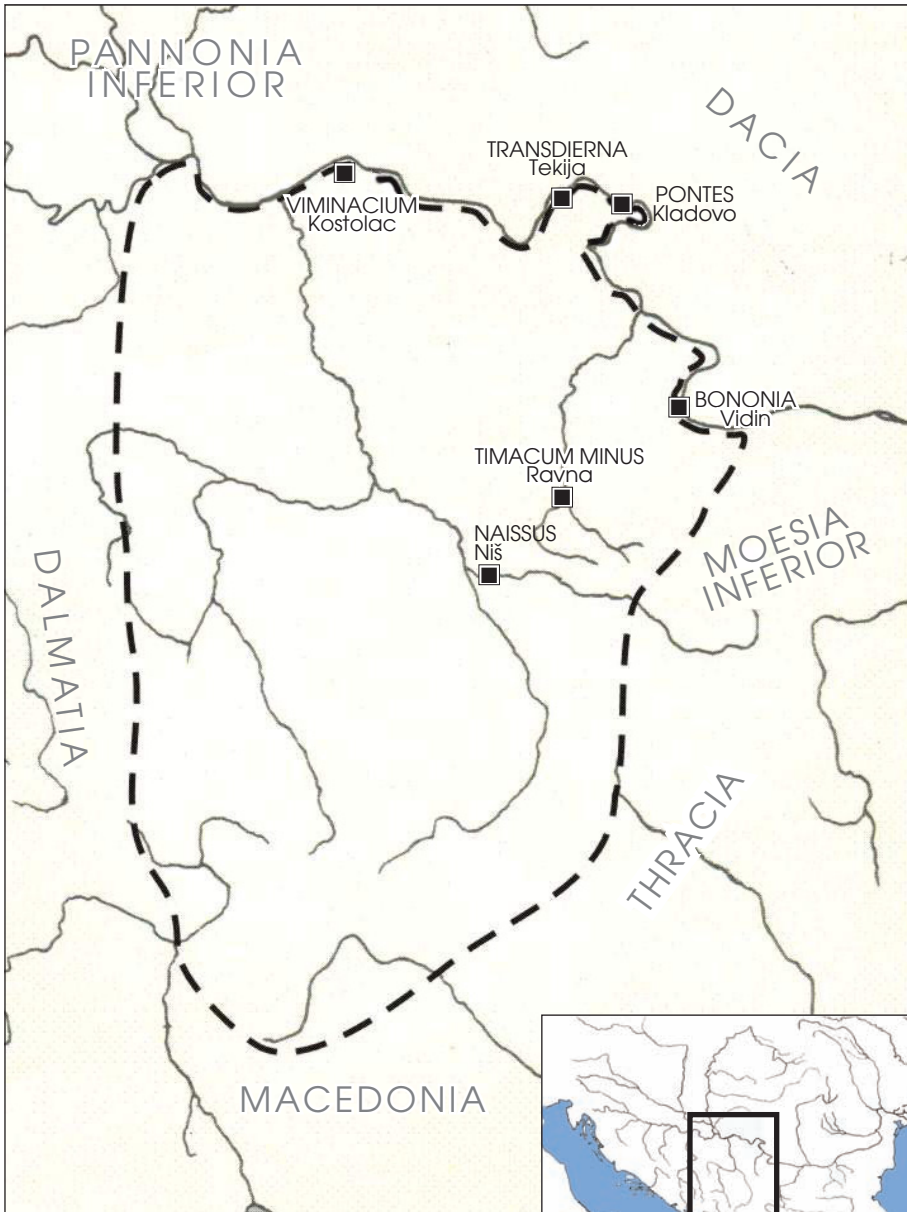 PANNONIA
INFERIOR
DACIA
TRANSDIERNA
Tekija
PONTES
Kladovo
VIMINACIUM
Kostolac
BONONIA
Vidin
TIMACUM MINUS
Ravna
NAISSUS
Niš
MOESIA
INFERIOR
DALMATIA
THRACIA
MACEDONIA